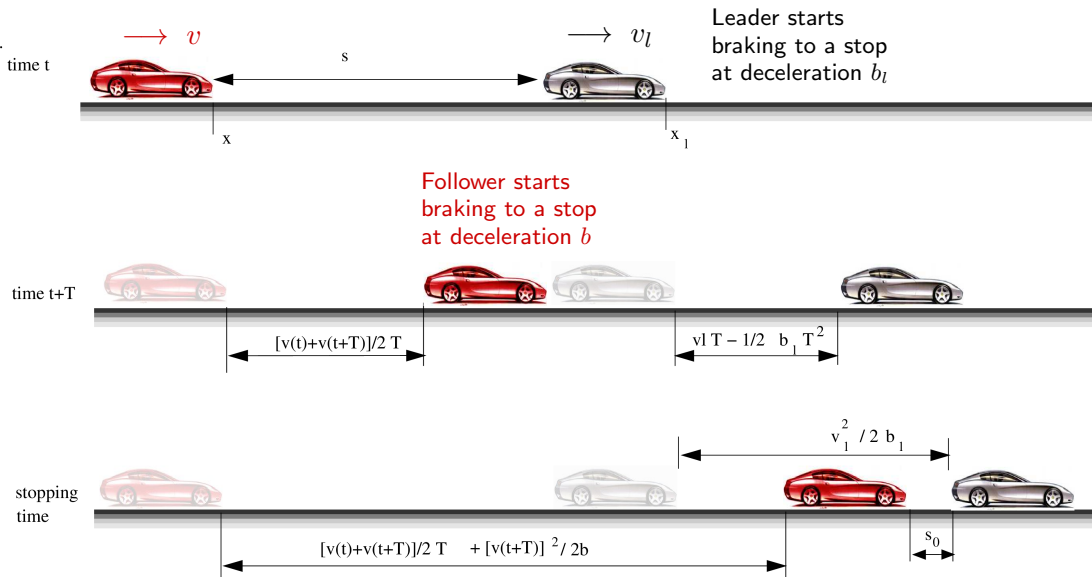 v
v_l
Leader starts
braking to a stop
at deceleration b_l
time t
s
x
x_1
Follower starts
braking to a stop
at deceleration b
time t+T
[v(t)+v(t+T)]/2 T
vl T − 1/2 b_1 T^2
v_1^2 / 2 b_1
stopping
time
s_0
[v(t)+v(t+T)]/2 T + [v(t+T)]^2 / 2b